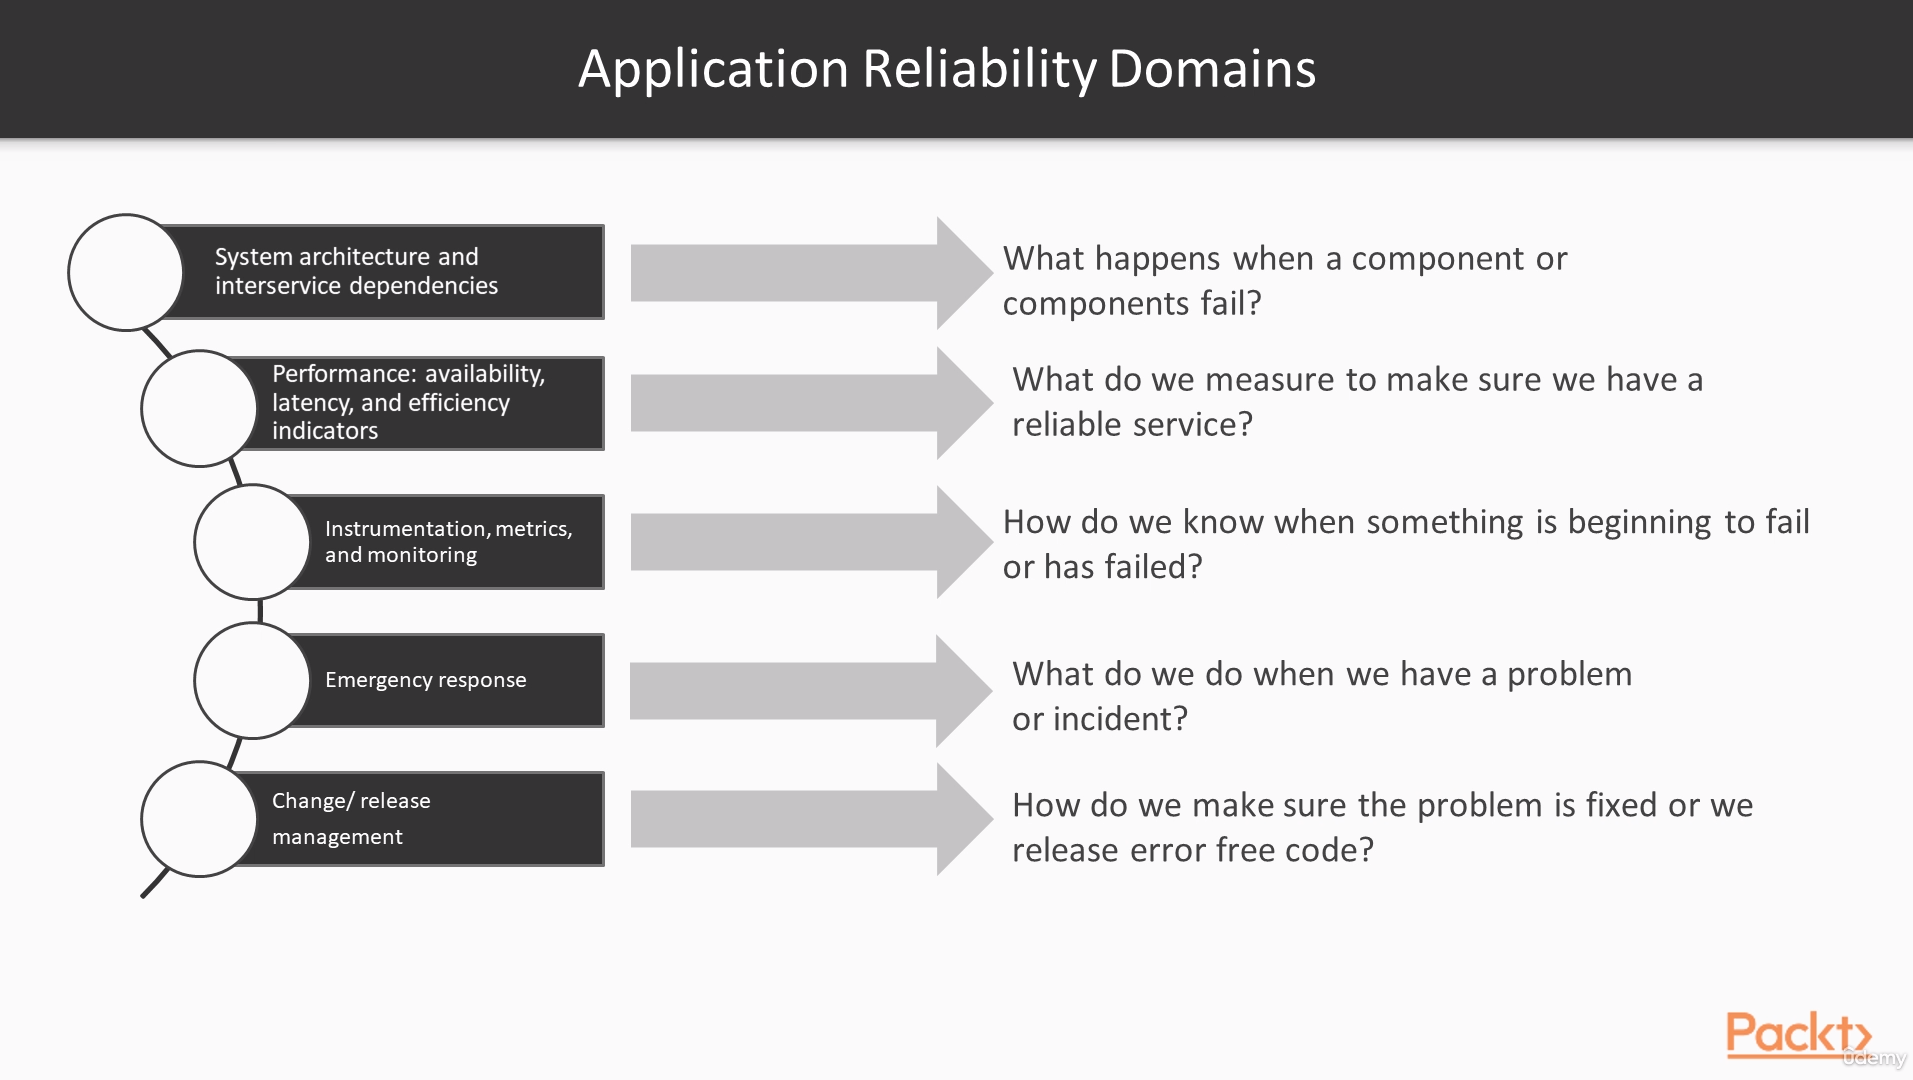 Application Reliability Domains
System architecture and
interservice dependencies
What happens when a component or
components fail?
Performance: availability,
latency, and efficiency
indicators
What do we measure to make sure we have a
reliable service?
Instrumentation, metrics,
and monitoring
How do we know when something is beginning to fail
or has failed?
Emergency response
What do we do when we have a problem
or incident?
Change/ release
management
How do we make sure the problem is fixed or we
release error free code?
Packt>
ûdemy